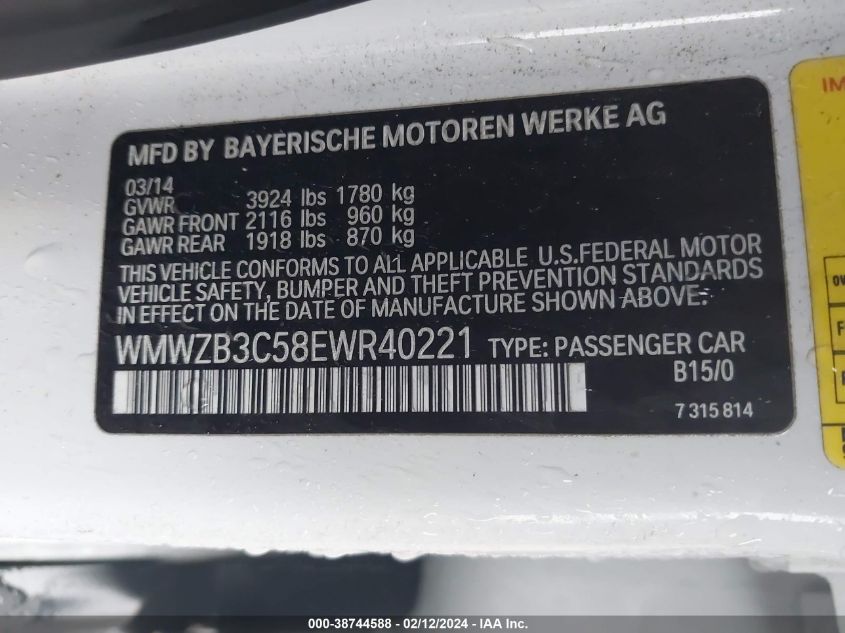 MFD BY BAYERISCHE MOTOREN WERKE AG
03/14
GVWR 3924 lbs 1780 kg
GAWR FRONT 2116 lbs 960 kg
GAWR REAR 1918 lbs 870 kg
THIS VEHICLE CONFORMS TO ALL APPLICABLE U.S.FEDERAL MOTOR
VEHICLE SAFETY, BUMPER AND THEFT PREVENTION STANDARDS
IN EFFECT ON THE DATE OF MANUFACTURE SHOWN ABOVE.
WMWZB3C58EWR40221 TYPE: PASSENGER CAR
B15/0
7 315 814
000-38744588 - 02/12/2024 - IAA Inc.